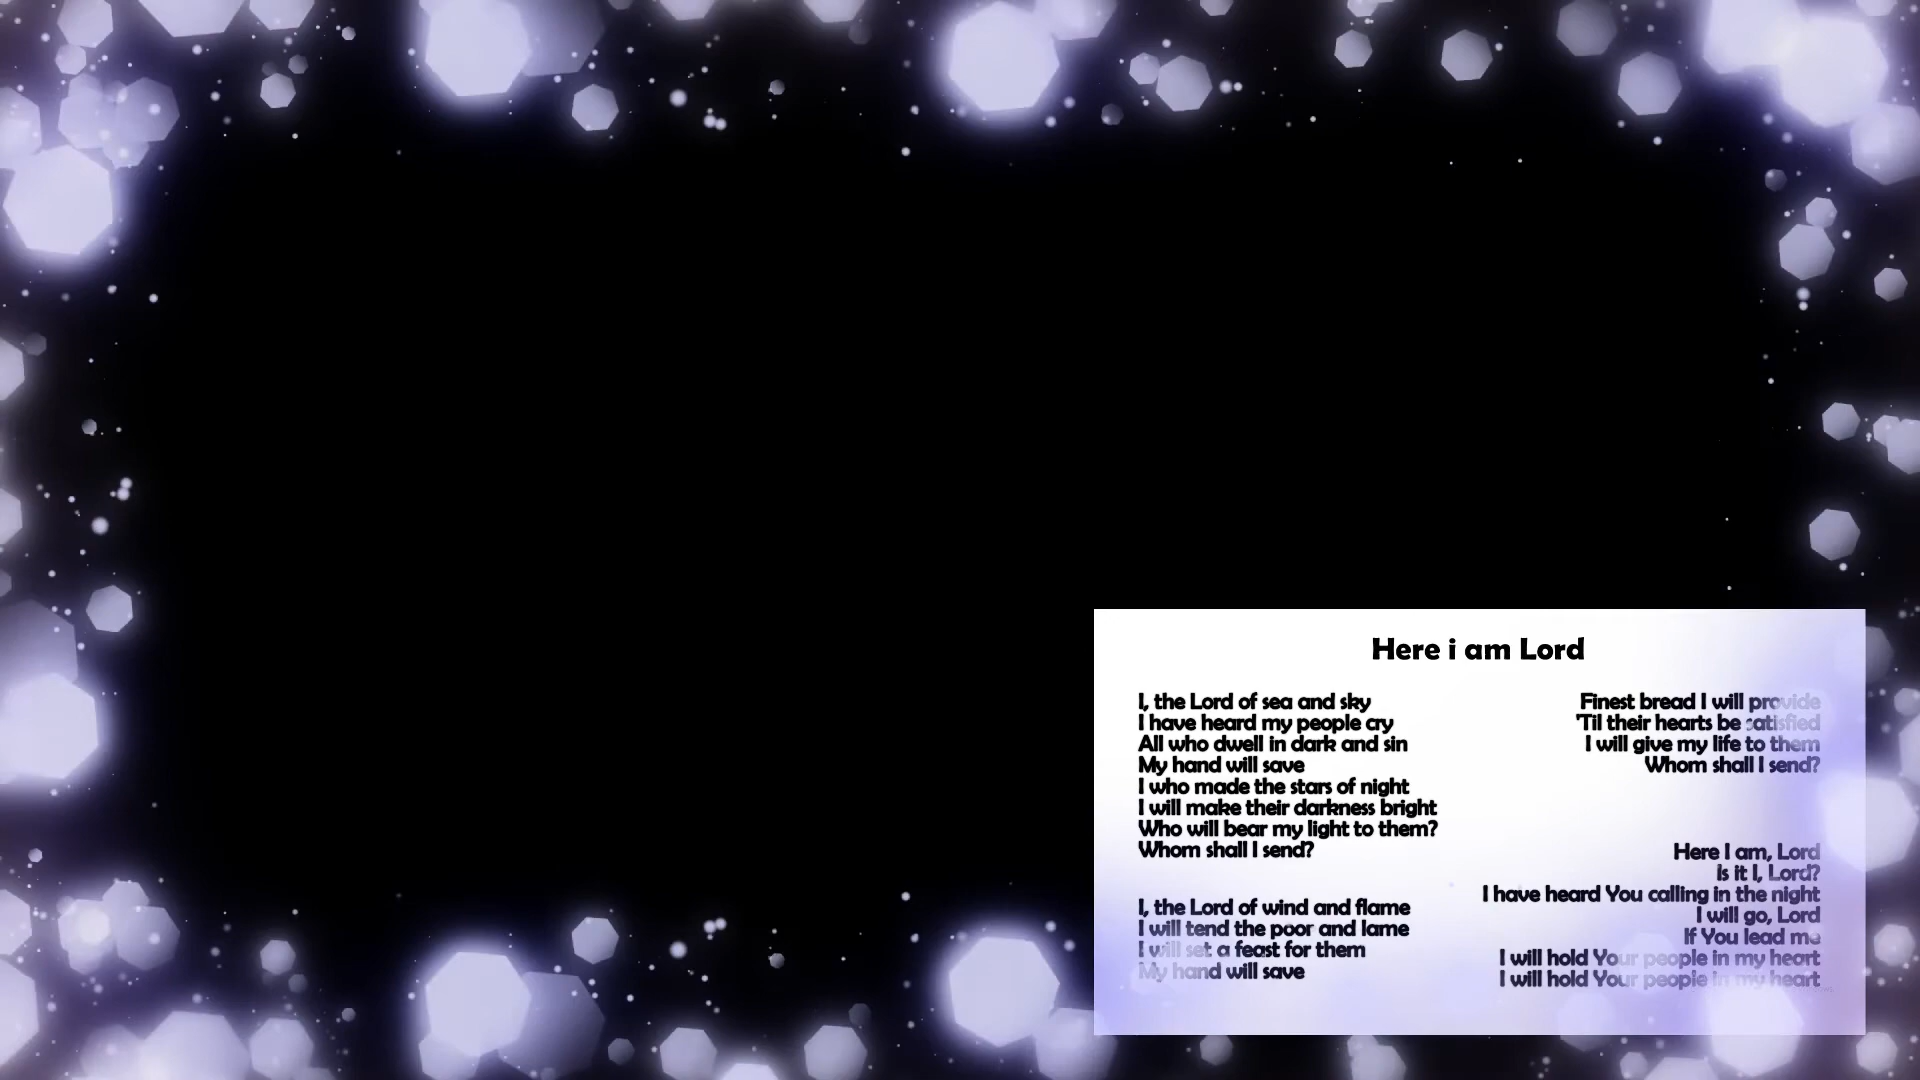 Here i am Lord
I, the Lord of sea and sky
I have heard my people cry
All who dwell in dark and sin
My hand will save
I who made the stars of night
I will make their darkness bright
Who will bear my light to them?
Whom shall I send?
I, the Lord of wind and flame
I will tend the poor and lame
I will set a feast for them
My hand will save
Finest bread I will provide
'Til their hearts be satisfied
I will give my life to them
Whom shall I send?
Here I am, Lord
Is it I, Lord?
I have heard You calling in the night
I will go, Lord
If You lead me
I will hold Your people in my heart
I will hold Your people in my heart